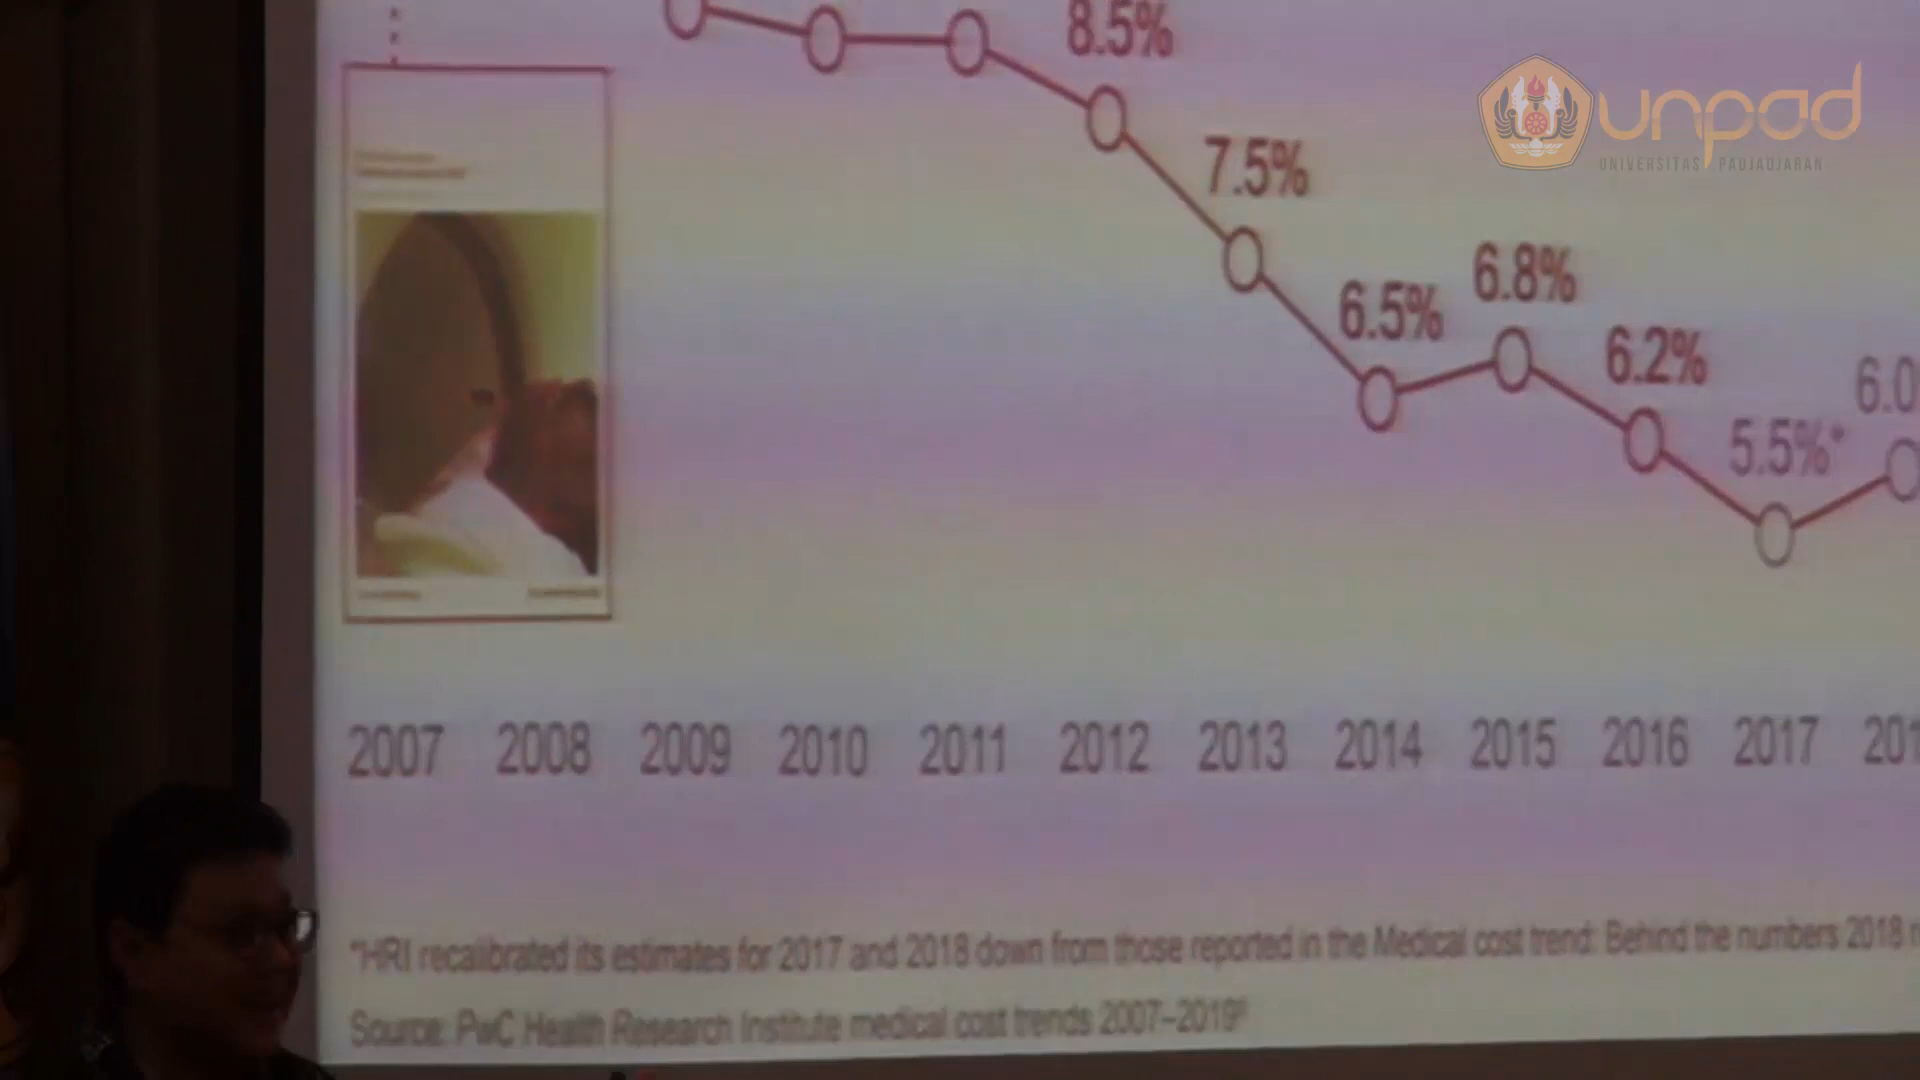 8.5%
unpad
UNIVERSITAS PADJADJARAN
7.5%
6.8%
6.5%
6.2%
6.0
5.5%*
2007 2008 2009 2010 2011 2012 2013 2014 2015 2016 2017 201
*HRI recalibrated its estimates for 2017 and 2018 down from those reported in the Medical cost trend: Behind the numbers 2018 r
Source: PwC Health Research Institute medical cost trends 2007–2019